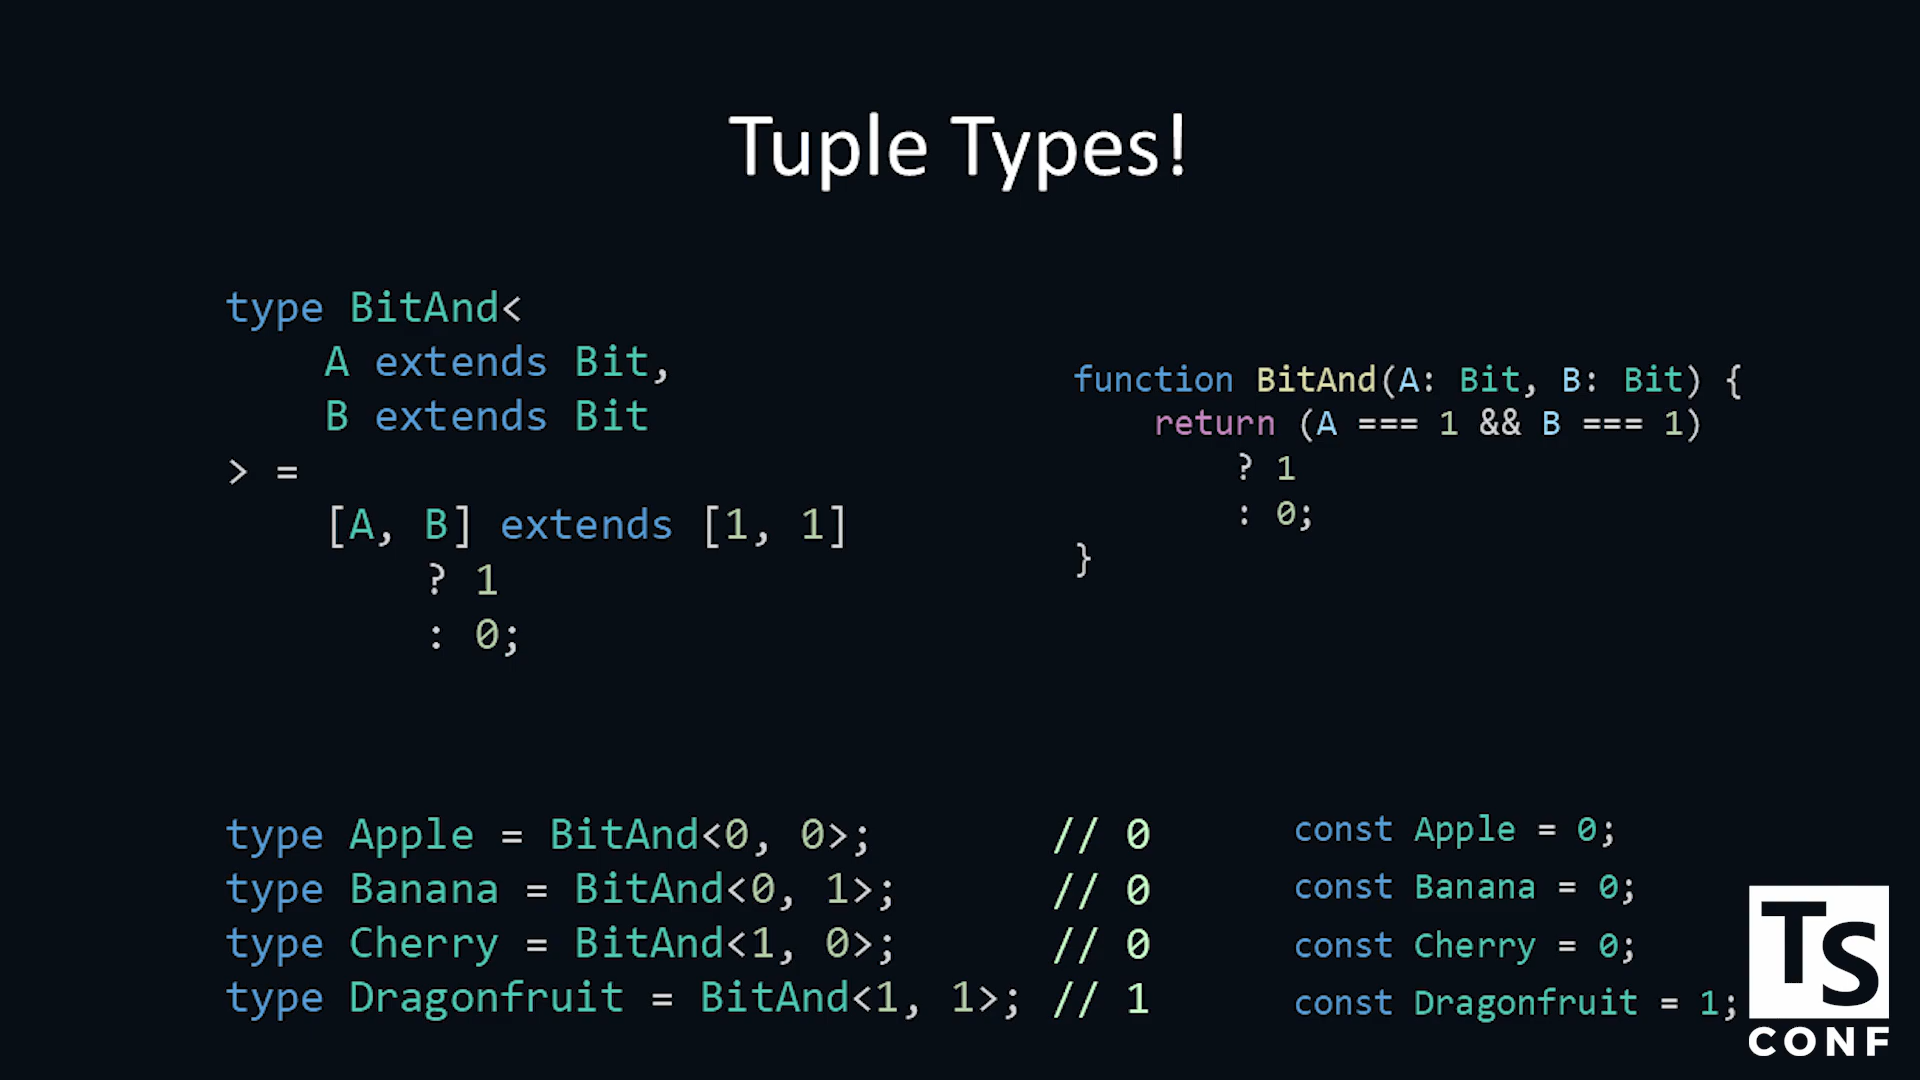 Tuple Types!
type BitAnd<
    A extends Bit,
    B extends Bit
> =
    [A, B] extends [1, 1]
        ? 1
        : 0;
function BitAnd(A: Bit, B: Bit) {
    return (A === 1 && B === 1)
        ? 1
        : 0;
}
type Apple = BitAnd<0, 0>; // 0
type Banana = BitAnd<0, 1>; // 0
type Cherry = BitAnd<1, 0>; // 0
type Dragonfruit = BitAnd<1, 1>; // 1
const Apple = 0;
const Banana = 0;
const Cherry = 0;
const Dragonfruit = 1;
TS
CONF